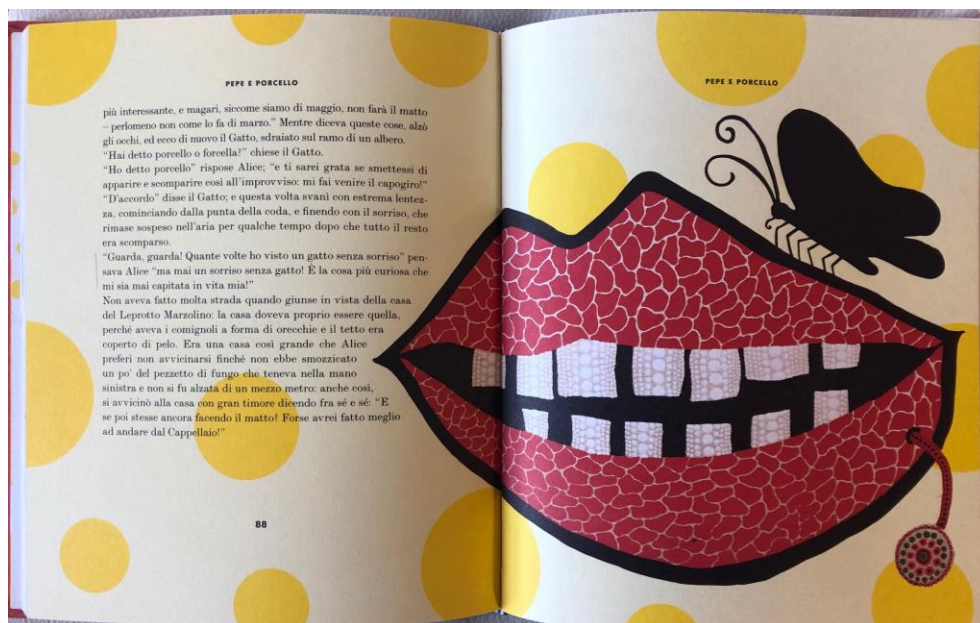 PEPE E PORCELLO
più interessante, e magari, siccome siamo di maggio, non farà il matto
– perlomeno non come lo fa di marzo.” Mentre diceva queste cose, alzò
gli occhi, ed ecco di nuovo il Gatto, sdraiato sul ramo di un albero.
“Hai detto porcello o forcella?” chiese il Gatto.
“Ho detto porcello” rispose Alice; “e ti sarei grata se smettessi di
apparire e scomparire così all’improvviso: mi fai venire il capogiro!”
“D’accordo” disse il Gatto; e questa volta svanì con estrema lentez-
za, cominciando dalla punta della coda, e finendo con il sorriso, che
rimase sospeso nell’aria per qualche tempo dopo che tutto il resto
era scomparso.
“Guarda, guarda! Quante volte ho visto un gatto senza sorriso” pen-
sava Alice “ma mai un sorriso senza gatto! È la cosa più curiosa che
mi sia mai capitata in vita mia!”
Non aveva fatto molta strada quando giunse in vista della casa
del Leprotto Marzolino: la casa doveva proprio essere quella,
perché aveva i comignoli a forma di orecchie e il tetto era
coperto di pelo. Era una casa così grande che Alice
preferì non avvicinarsi finché non ebbe smozzicato
un po’ del pezzetto di fungo che teneva nella mano
sinistra e non si fu alzata di un mezzo metro: anche così,
si avvicinò alla casa con gran timore dicendo fra sé e sé: “E
se poi stesse ancora facendo il matto? Forse avrei fatto meglio
ad andare dal Cappellaio!”
88
PEPE E PORCELLO